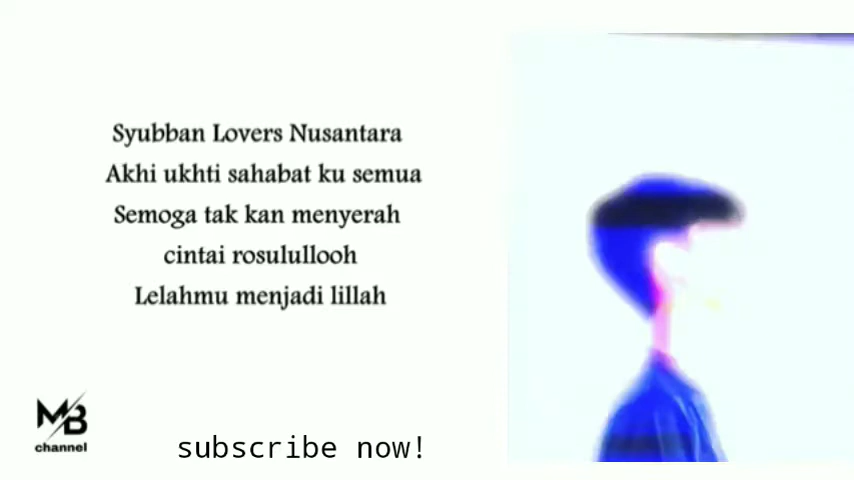 Syubban Lovers Nusantara
Akhi ukhti sahabat ku semua
Semoga tak kan menyerah
cintai rosulullooh
Lelahmu menjadi lillah
MB
channel
subscribe now!